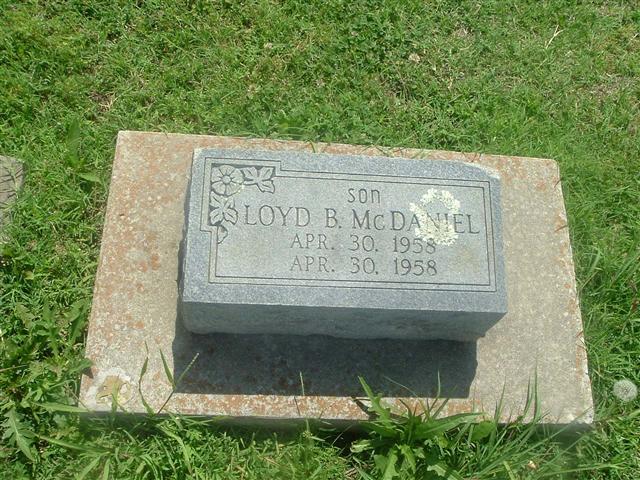 SON
LOYD B. McDANIEL
APR. 30. 1958
APR. 30. 1958